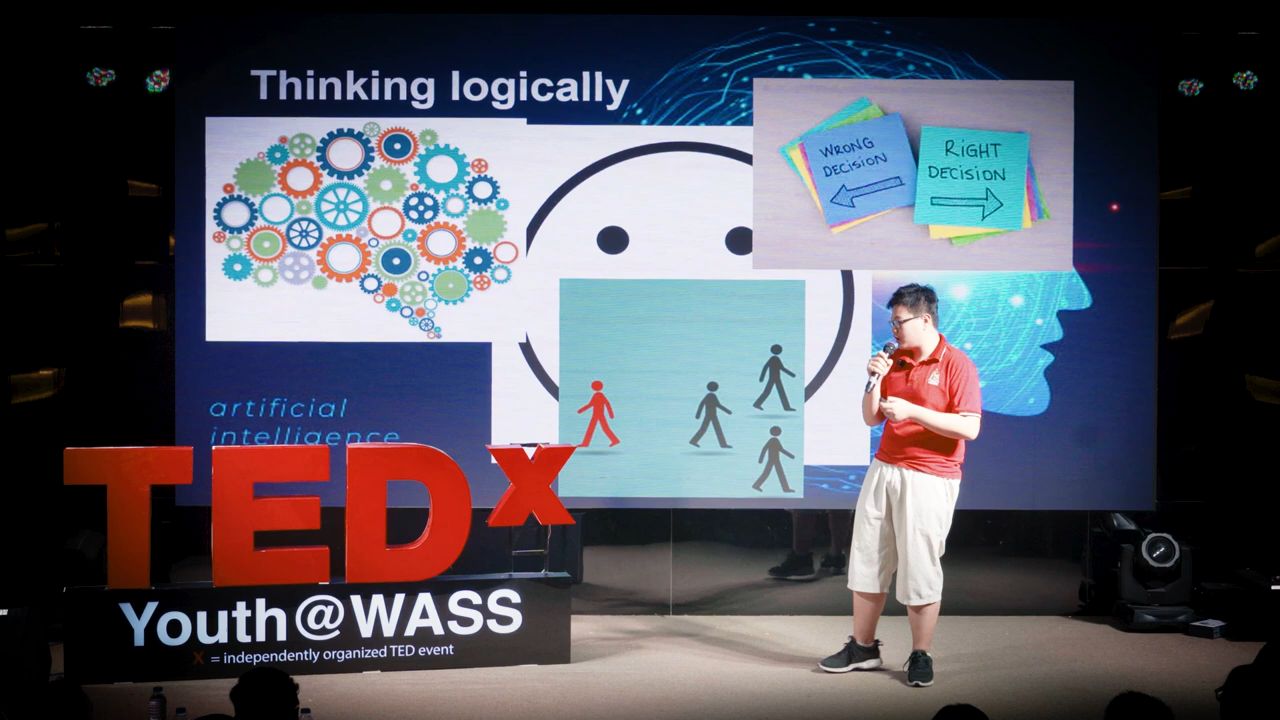 Thinking logically
WRONG
DECISION
RIGHT
DECISION
artificial
intelligence
TEDx
Youth@WASS
X = independently organized TED event